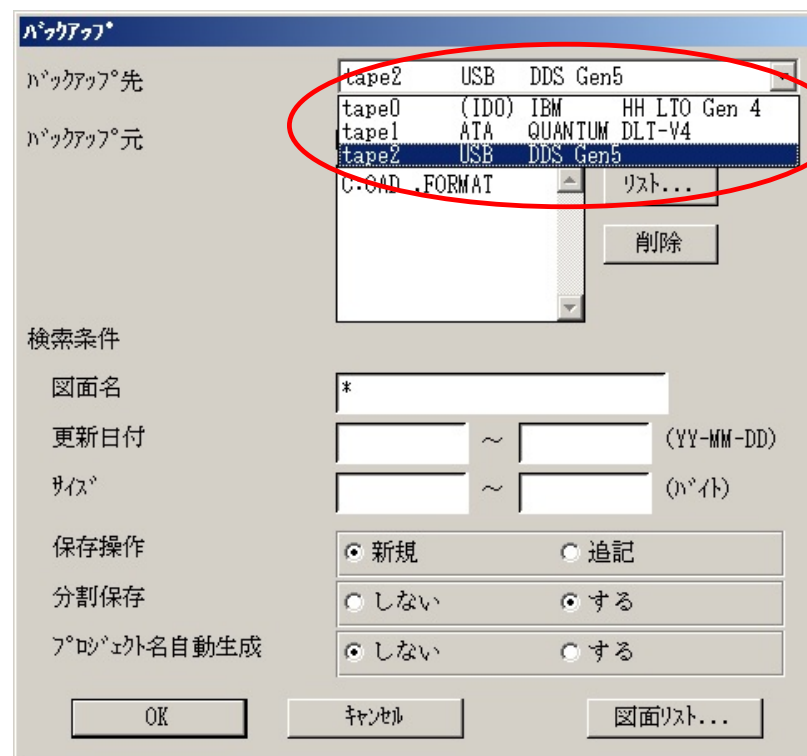 ﾊﾞｯｸｱｯﾌﾟ
ﾊﾞｯｸｱｯﾌﾟ先 tape2 USB DDS Gen5
tape0 (ID0) IBM HH LTO Gen 4
ﾊﾞｯｸｱｯﾌﾟ元 tape1 ATA QUANTUM DLT-V4
tape2 USB DDS Gen5
C:CAD .FORMAT ﾘｽﾄ...
削除
検索条件
図面名 *
更新日付 ～ (YY-MM-DD)
ｻｲｽﾞ ～ (ﾊﾞｲﾄ)
保存操作 新規 追記
分割保存 しない する
ﾌﾟﾛｼﾞｪｸﾄ名自動生成 しない する
OK ｷｬﾝｾﾙ 図面ﾘｽﾄ...